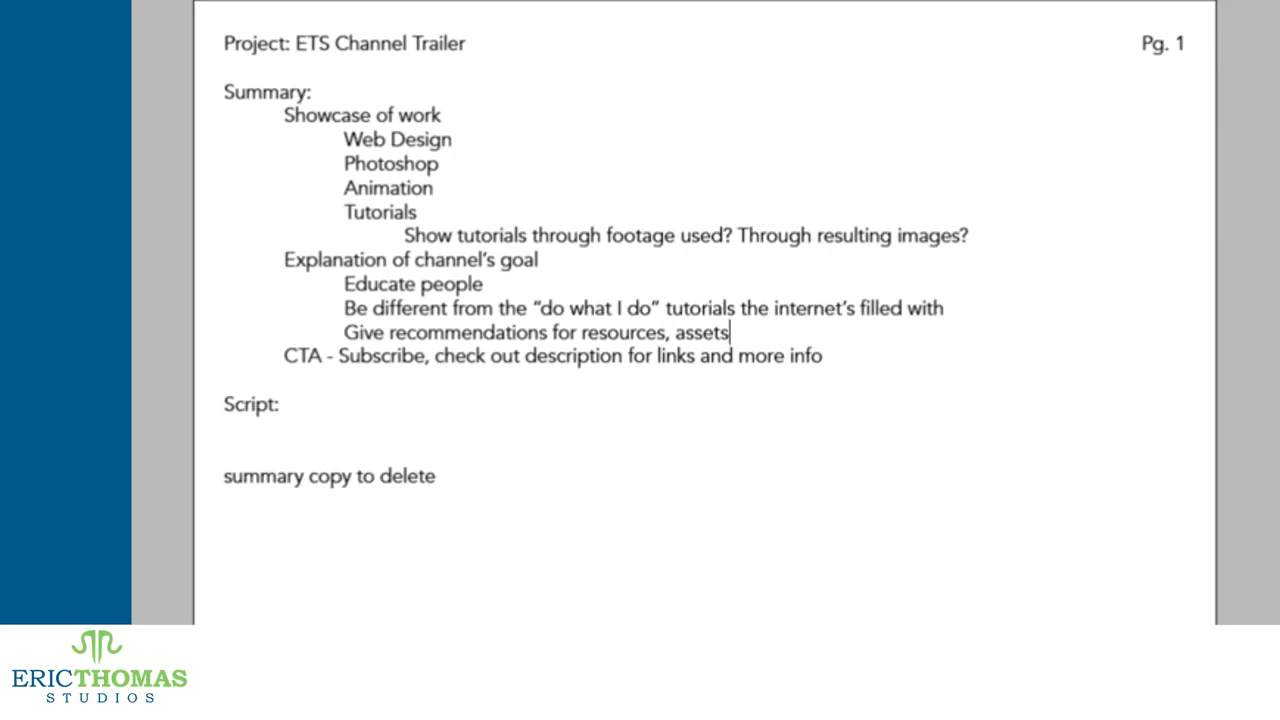 Project: ETS Channel Trailer Pg. 1
Summary:
Showcase of work
Web Design
Photoshop
Animation
Tutorials
Show tutorials through footage used? Through resulting images?
Explanation of channel's goal
Educate people
Be different from the “do what I do” tutorials the internet's filled with
Give recommendations for resources, assets
CTA - Subscribe, check out description for links and more info
Script:
summary copy to delete
ERICTHOMAS
STUDIOS